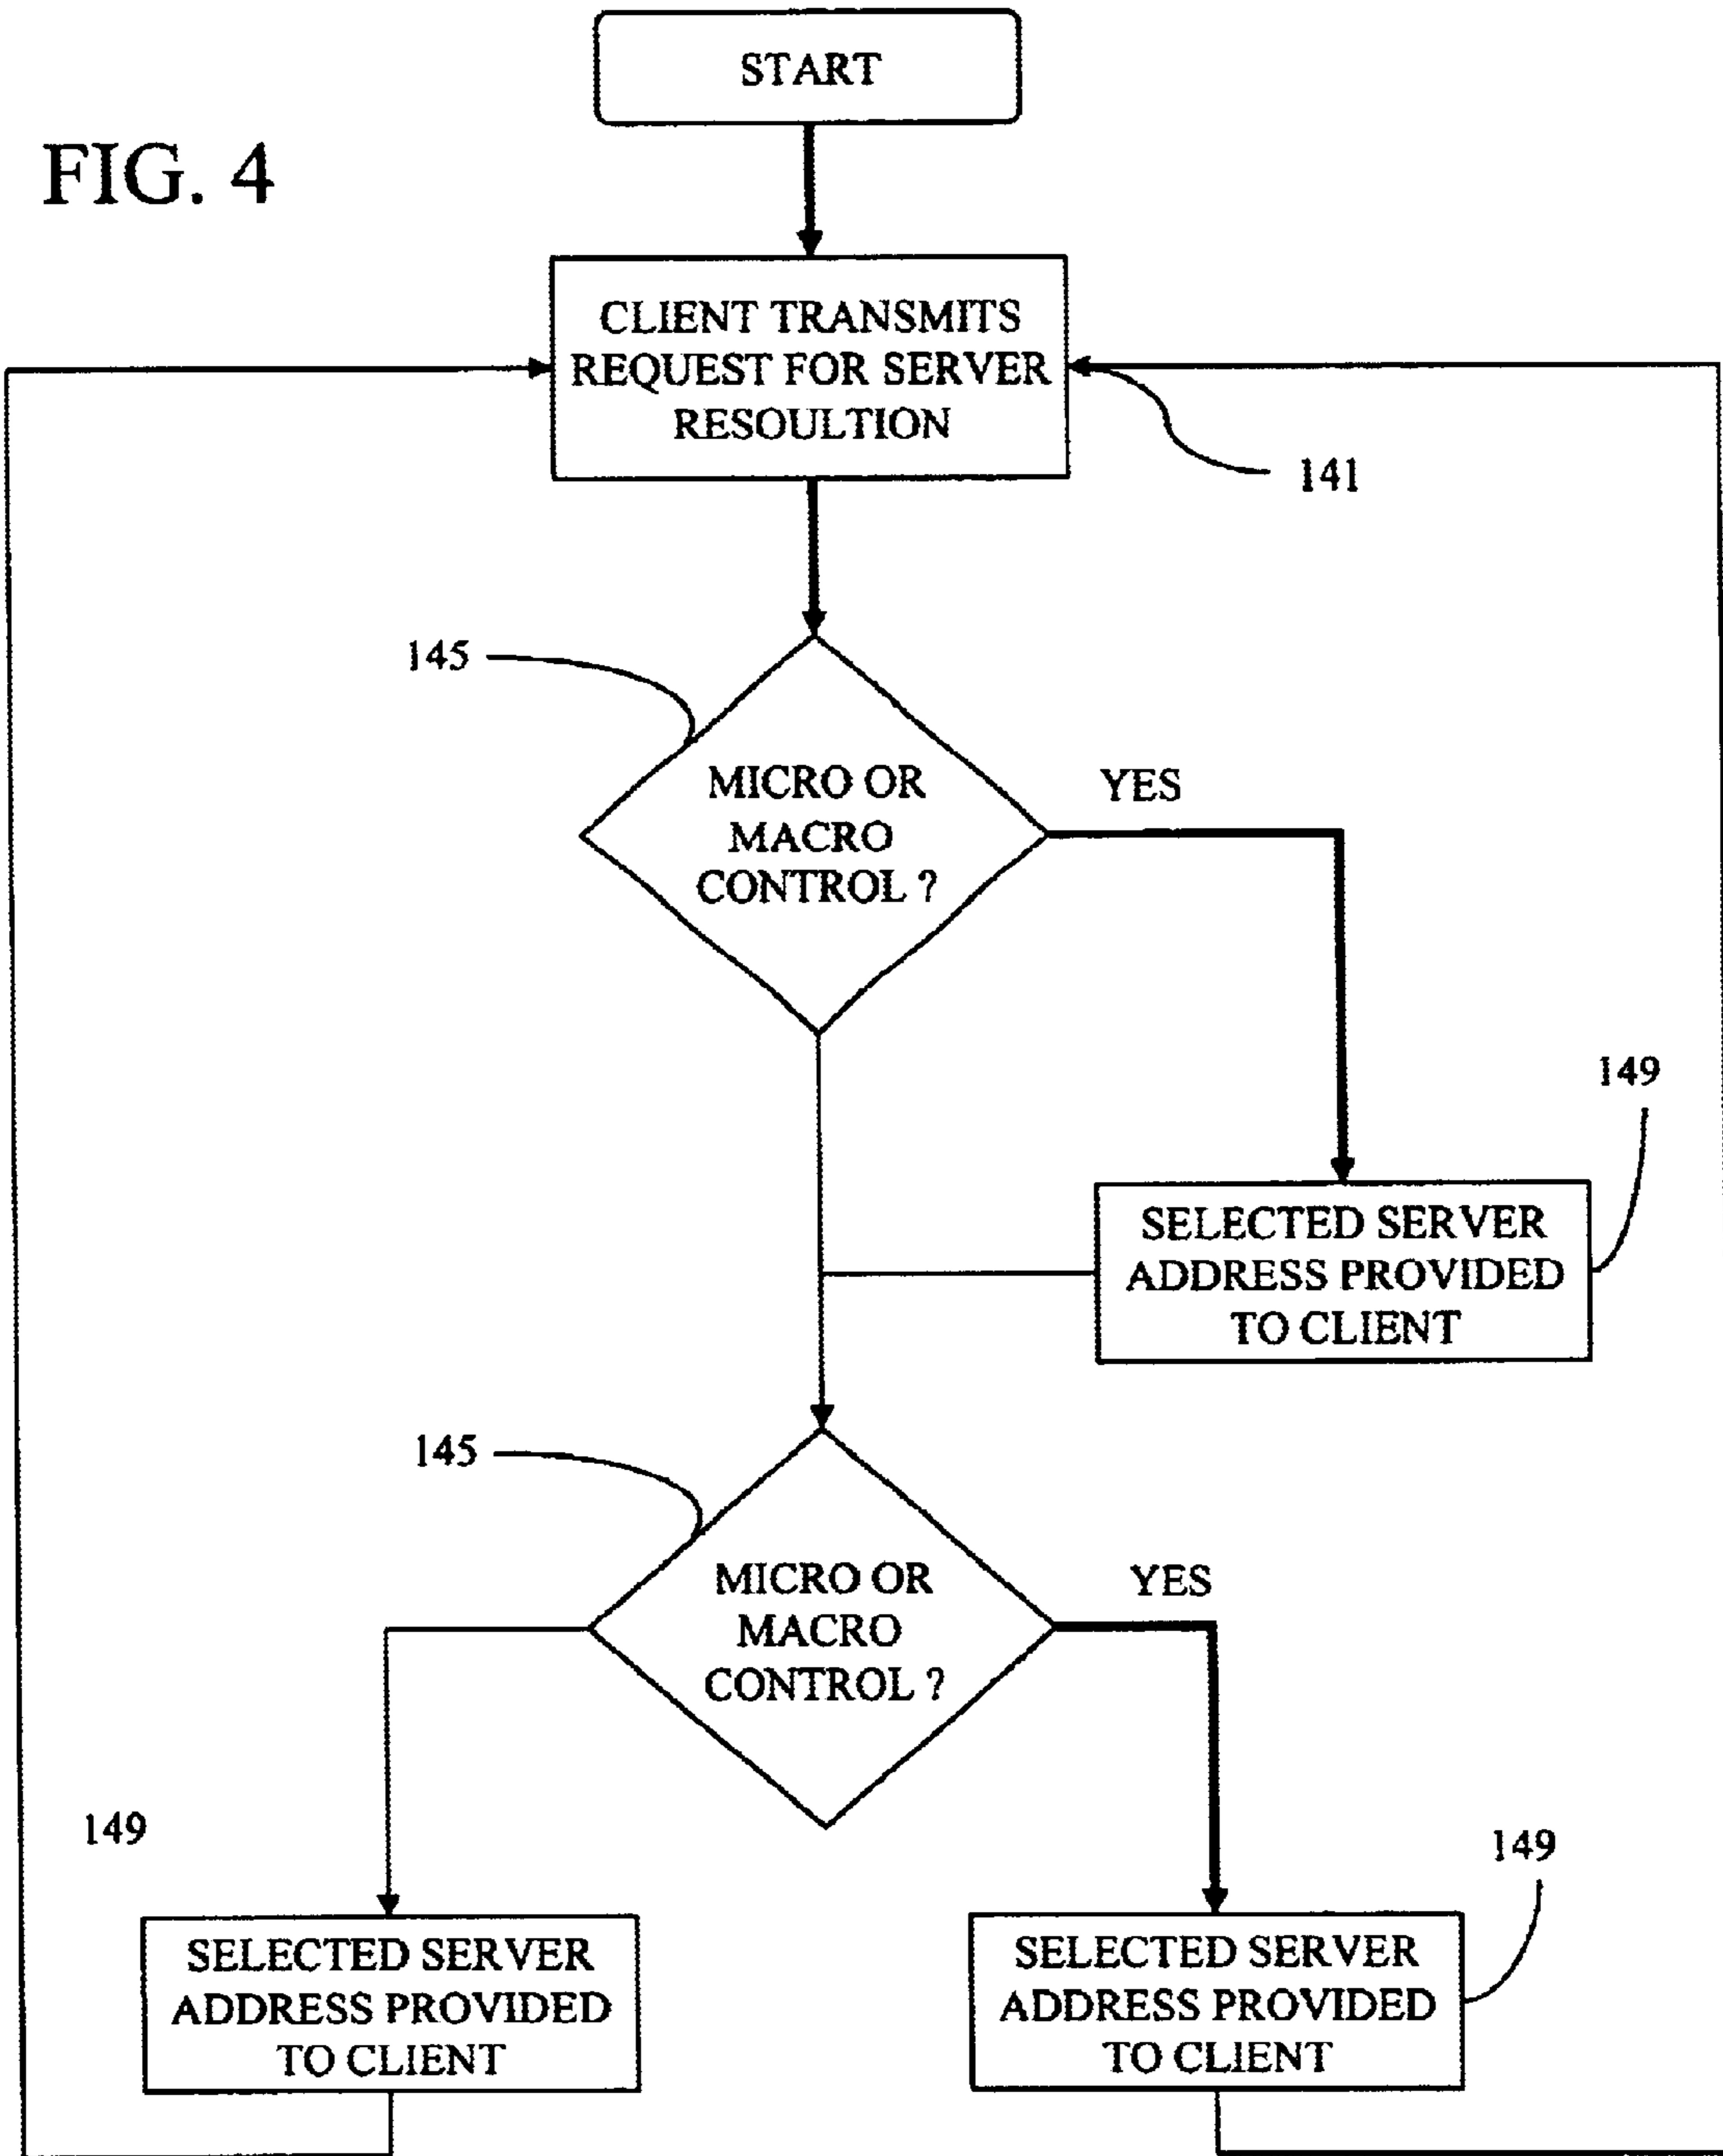 START
FIG. 4
CLIENT TRANSMITS
REQUEST FOR SERVER
RESOULTION
141
145
MICRO OR
MACRO
CONTROL ?
YES
149
SELECTED SERVER
ADDRESS PROVIDED
TO CLIENT
145
MICRO OR
MACRO
CONTROL ?
YES
149
149
SELECTED SERVER
ADDRESS PROVIDED
TO CLIENT
SELECTED SERVER
ADDRESS PROVIDED
TO CLIENT